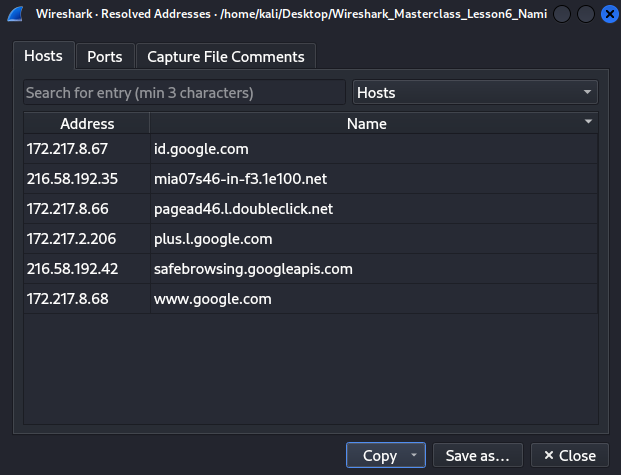 Wireshark · Resolved Addresses · /home/kali/Desktop/Wireshark_Masterclass_Lesson6_Nami
Hosts Ports Capture File Comments
Search for entry (min 3 characters) Hosts
Address Name
172.217.8.67 id.google.com
216.58.192.35 mia07s46-in-f3.1e100.net
172.217.8.66 pagead46.l.doubleclick.net
172.217.2.206 plus.l.google.com
216.58.192.42 safebrowsing.googleapis.com
172.217.8.68 www.google.com
Copy Save as... Close